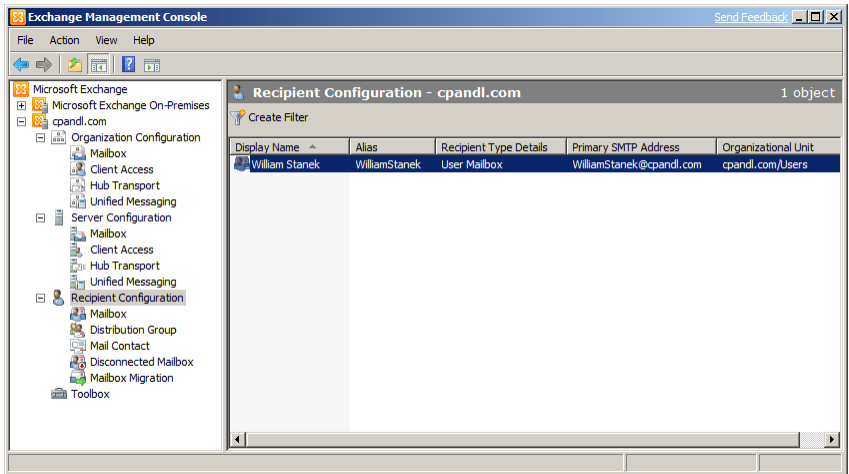 Exchange Management Console
Send Feedback
File Action View Help
Microsoft Exchange
Microsoft Exchange On-Premises
cpandl.com
Organization Configuration
Mailbox
Client Access
Hub Transport
Unified Messaging
Server Configuration
Mailbox
Client Access
Hub Transport
Unified Messaging
Recipient Configuration
Mailbox
Distribution Group
Mail Contact
Disconnected Mailbox
Mailbox Migration
Toolbox
Recipient Configuration - cpandl.com 1 object
Create Filter
Display Name Alias Recipient Type Details Primary SMTP Address Organizational Unit
William Stanek WilliamStanek User Mailbox WilliamStanek@cpandl.com cpandl.com/Users